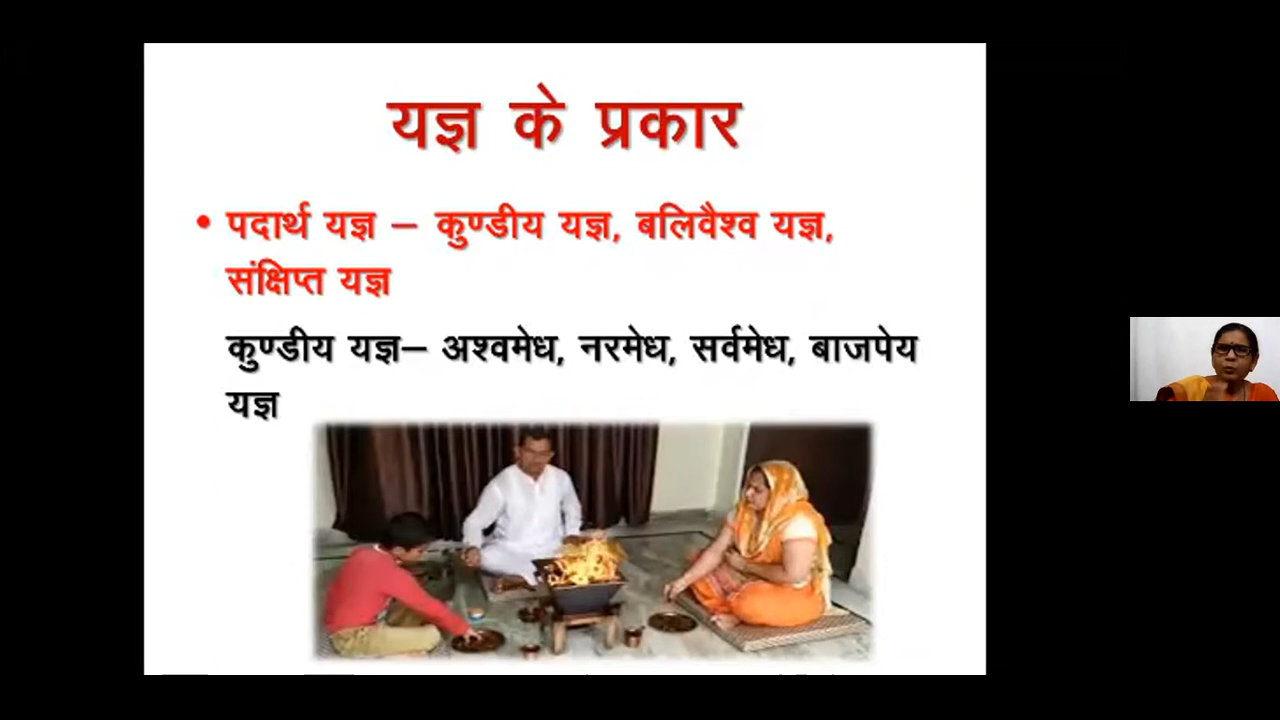 यज्ञ के प्रकार
• पदार्थ यज्ञ – कुण्डीय यज्ञ, बलिवैश्व यज्ञ,
संक्षिप्त यज्ञ
कुण्डीय यज्ञ– अश्वमेध, नरमेध, सर्वमेध, बाजपेय
यज्ञ